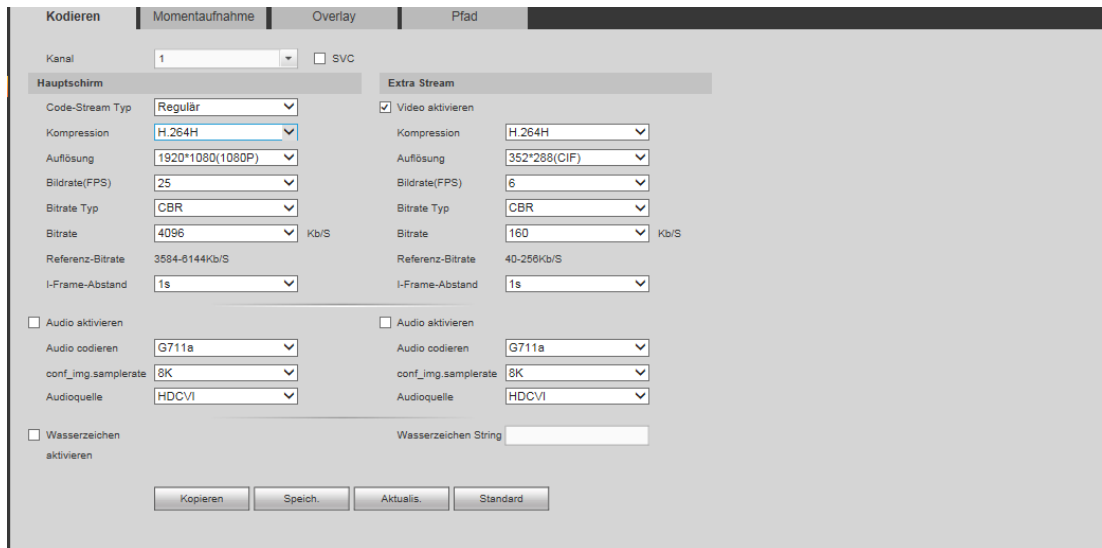 Kodieren Momentaufnahme Overlay Pfad
Kanal 1 SVC
Hauptschirm Extra Stream
Code-Stream Typ Regulär Video aktivieren
Kompression H.264H Kompression H.264H
Auflösung 1920*1080(1080P) Auflösung 352*288(CIF)
Bildrate(FPS) 25 Bildrate(FPS) 6
Bitrate Typ CBR Bitrate Typ CBR
Bitrate 4096 Kb/S Bitrate 160 Kb/S
Referenz-Bitrate 3584-6144Kb/S Referenz-Bitrate 40-256Kb/S
I-Frame-Abstand 1s I-Frame-Abstand 1s
Audio aktivieren Audio aktivieren
Audio codieren G711a Audio codieren G711a
conf_img.samplerate 8K conf_img.samplerate 8K
Audioquelle HDCVI Audioquelle HDCVI
Wasserzeichen Wasserzeichen String
aktivieren
Kopieren Speich. Aktualis. Standard